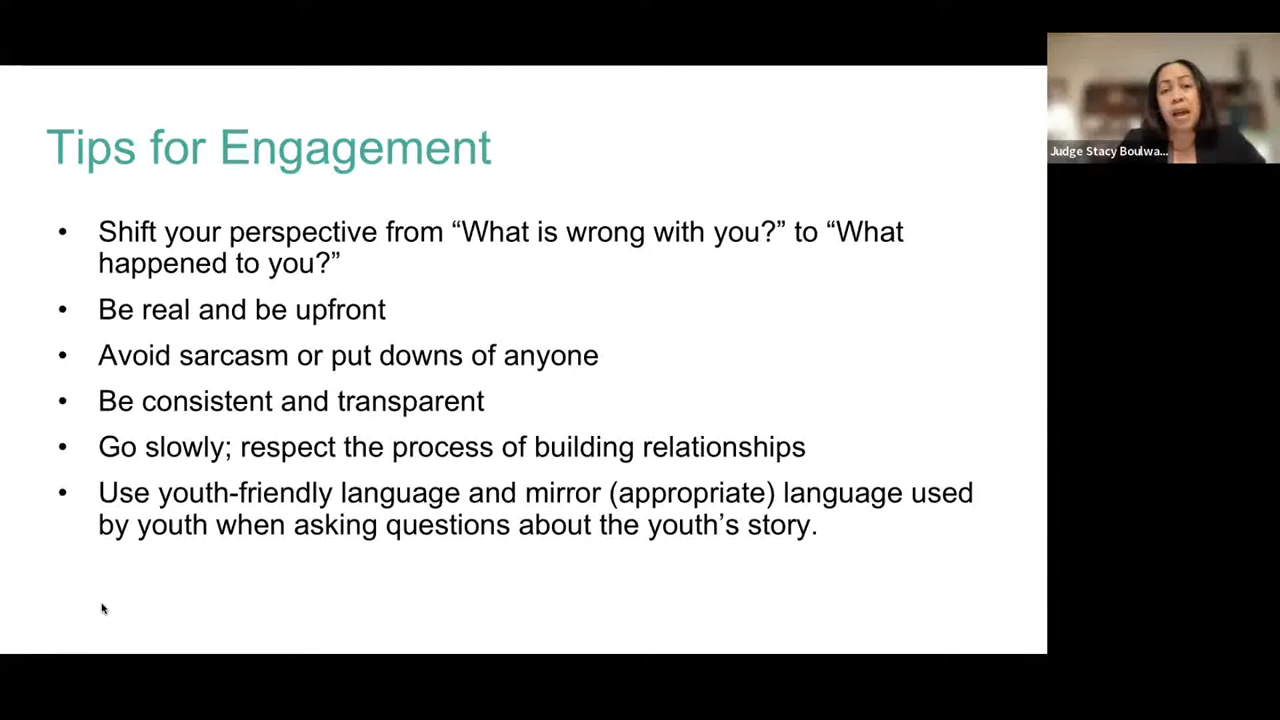 Tips for Engagement
• Shift your perspective from “What is wrong with you?” to “What
happened to you?”
• Be real and be upfront
• Avoid sarcasm or put downs of anyone
• Be consistent and transparent
• Go slowly; respect the process of building relationships
• Use youth-friendly language and mirror (appropriate) language used
by youth when asking questions about the youth’s story.
Judge Stacy Boulwa...